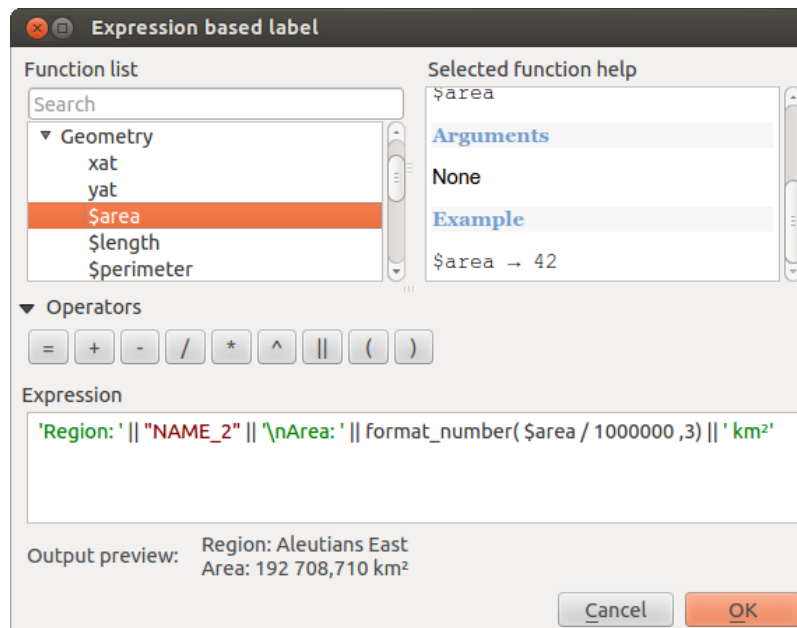 Expression based label
Function list
Search
Geometry
xat
yat
$area
$length
$perimeter
Selected function help
$area
Arguments
None
Example
$area → 42
Operators
= + - / * ^ || ( )
Expression
'Region: ' || "NAME_2" || '\nArea: ' || format_number( $area / 1000000 ,3) || ' km²'
Output preview:
Region: Aleutians East
Area: 192 708,710 km²
Cancel OK